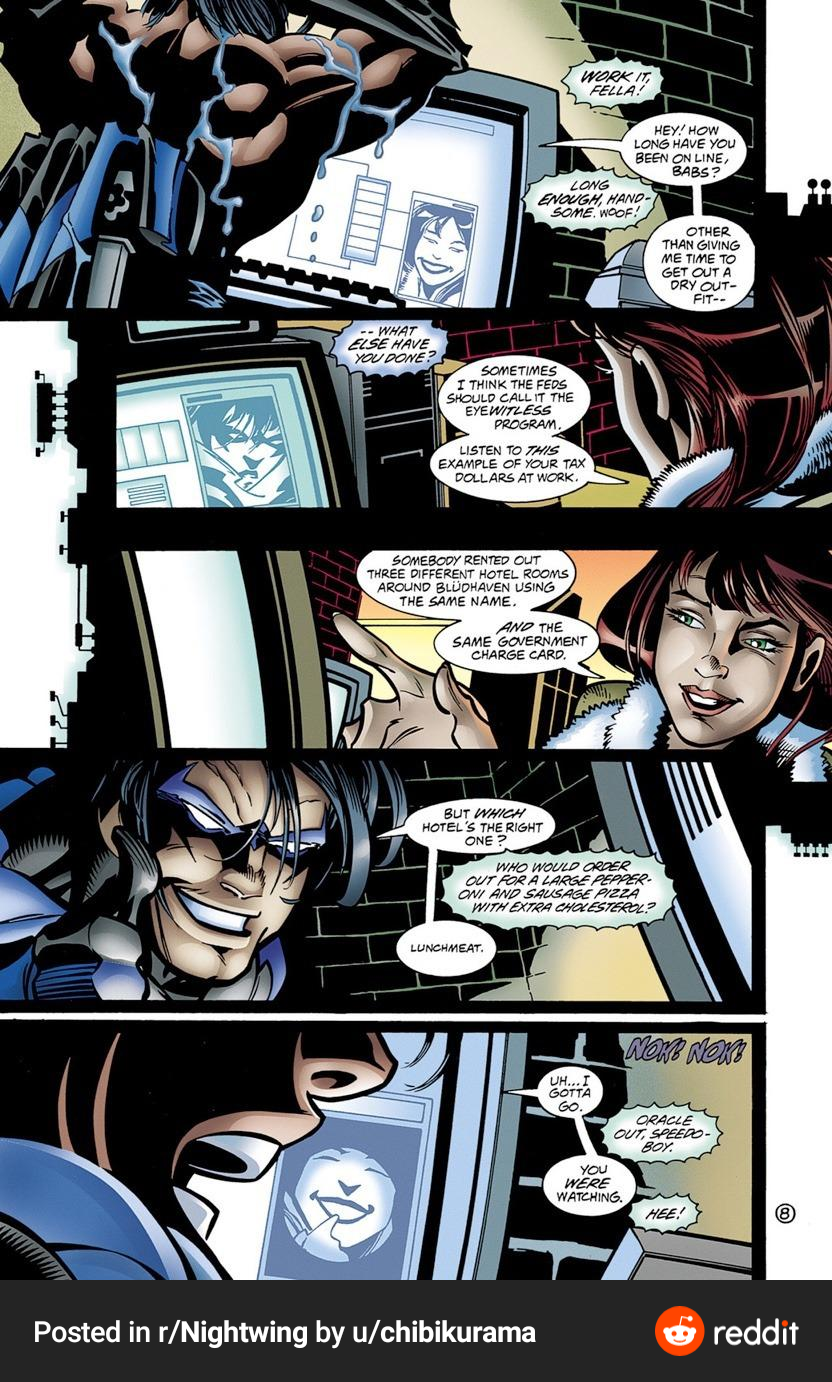 WORK IT,
FELLA!
HEY! HOW
LONG HAVE YOU
BEEN ON LINE,
BABS?
LONG
ENOUGH, HAND-
SOME. WOOF!
OTHER
THAN GIVING
ME TIME TO
GET OUT A
DRY OUT-
FIT--
-- WHAT
ELSE HAVE
YOU DONE?
SOMETIMES
I THINK THE FEDS
SHOULD CALL IT THE
EYEWITLESS
PROGRAM.
LISTEN TO THIS
EXAMPLE OF YOUR TAX
DOLLARS AT WORK.
SOMEBODY RENTED OUT
THREE DIFFERENT HOTEL ROOMS
AROUND BLÜDHAVEN USING
THE SAME NAME.
AND THE
SAME GOVERNMENT
CHARGE CARD.
BUT WHICH
HOTEL'S THE RIGHT
ONE?
WHO WOULD ORDER
OUT FOR A LARGE PEPPER-
ONI AND SAUSAGE PIZZA
WITH EXTRA CHOLESTEROL?
LUNCHMEAT.
NOK! NOK!
UH...I
GOTTA
GO.
ORACLE
OUT, SPEEDO-
BOY.
YOU
WERE
WATCHING.
HEE!
8
Posted in r/Nightwing by u/chibikurama
reddit